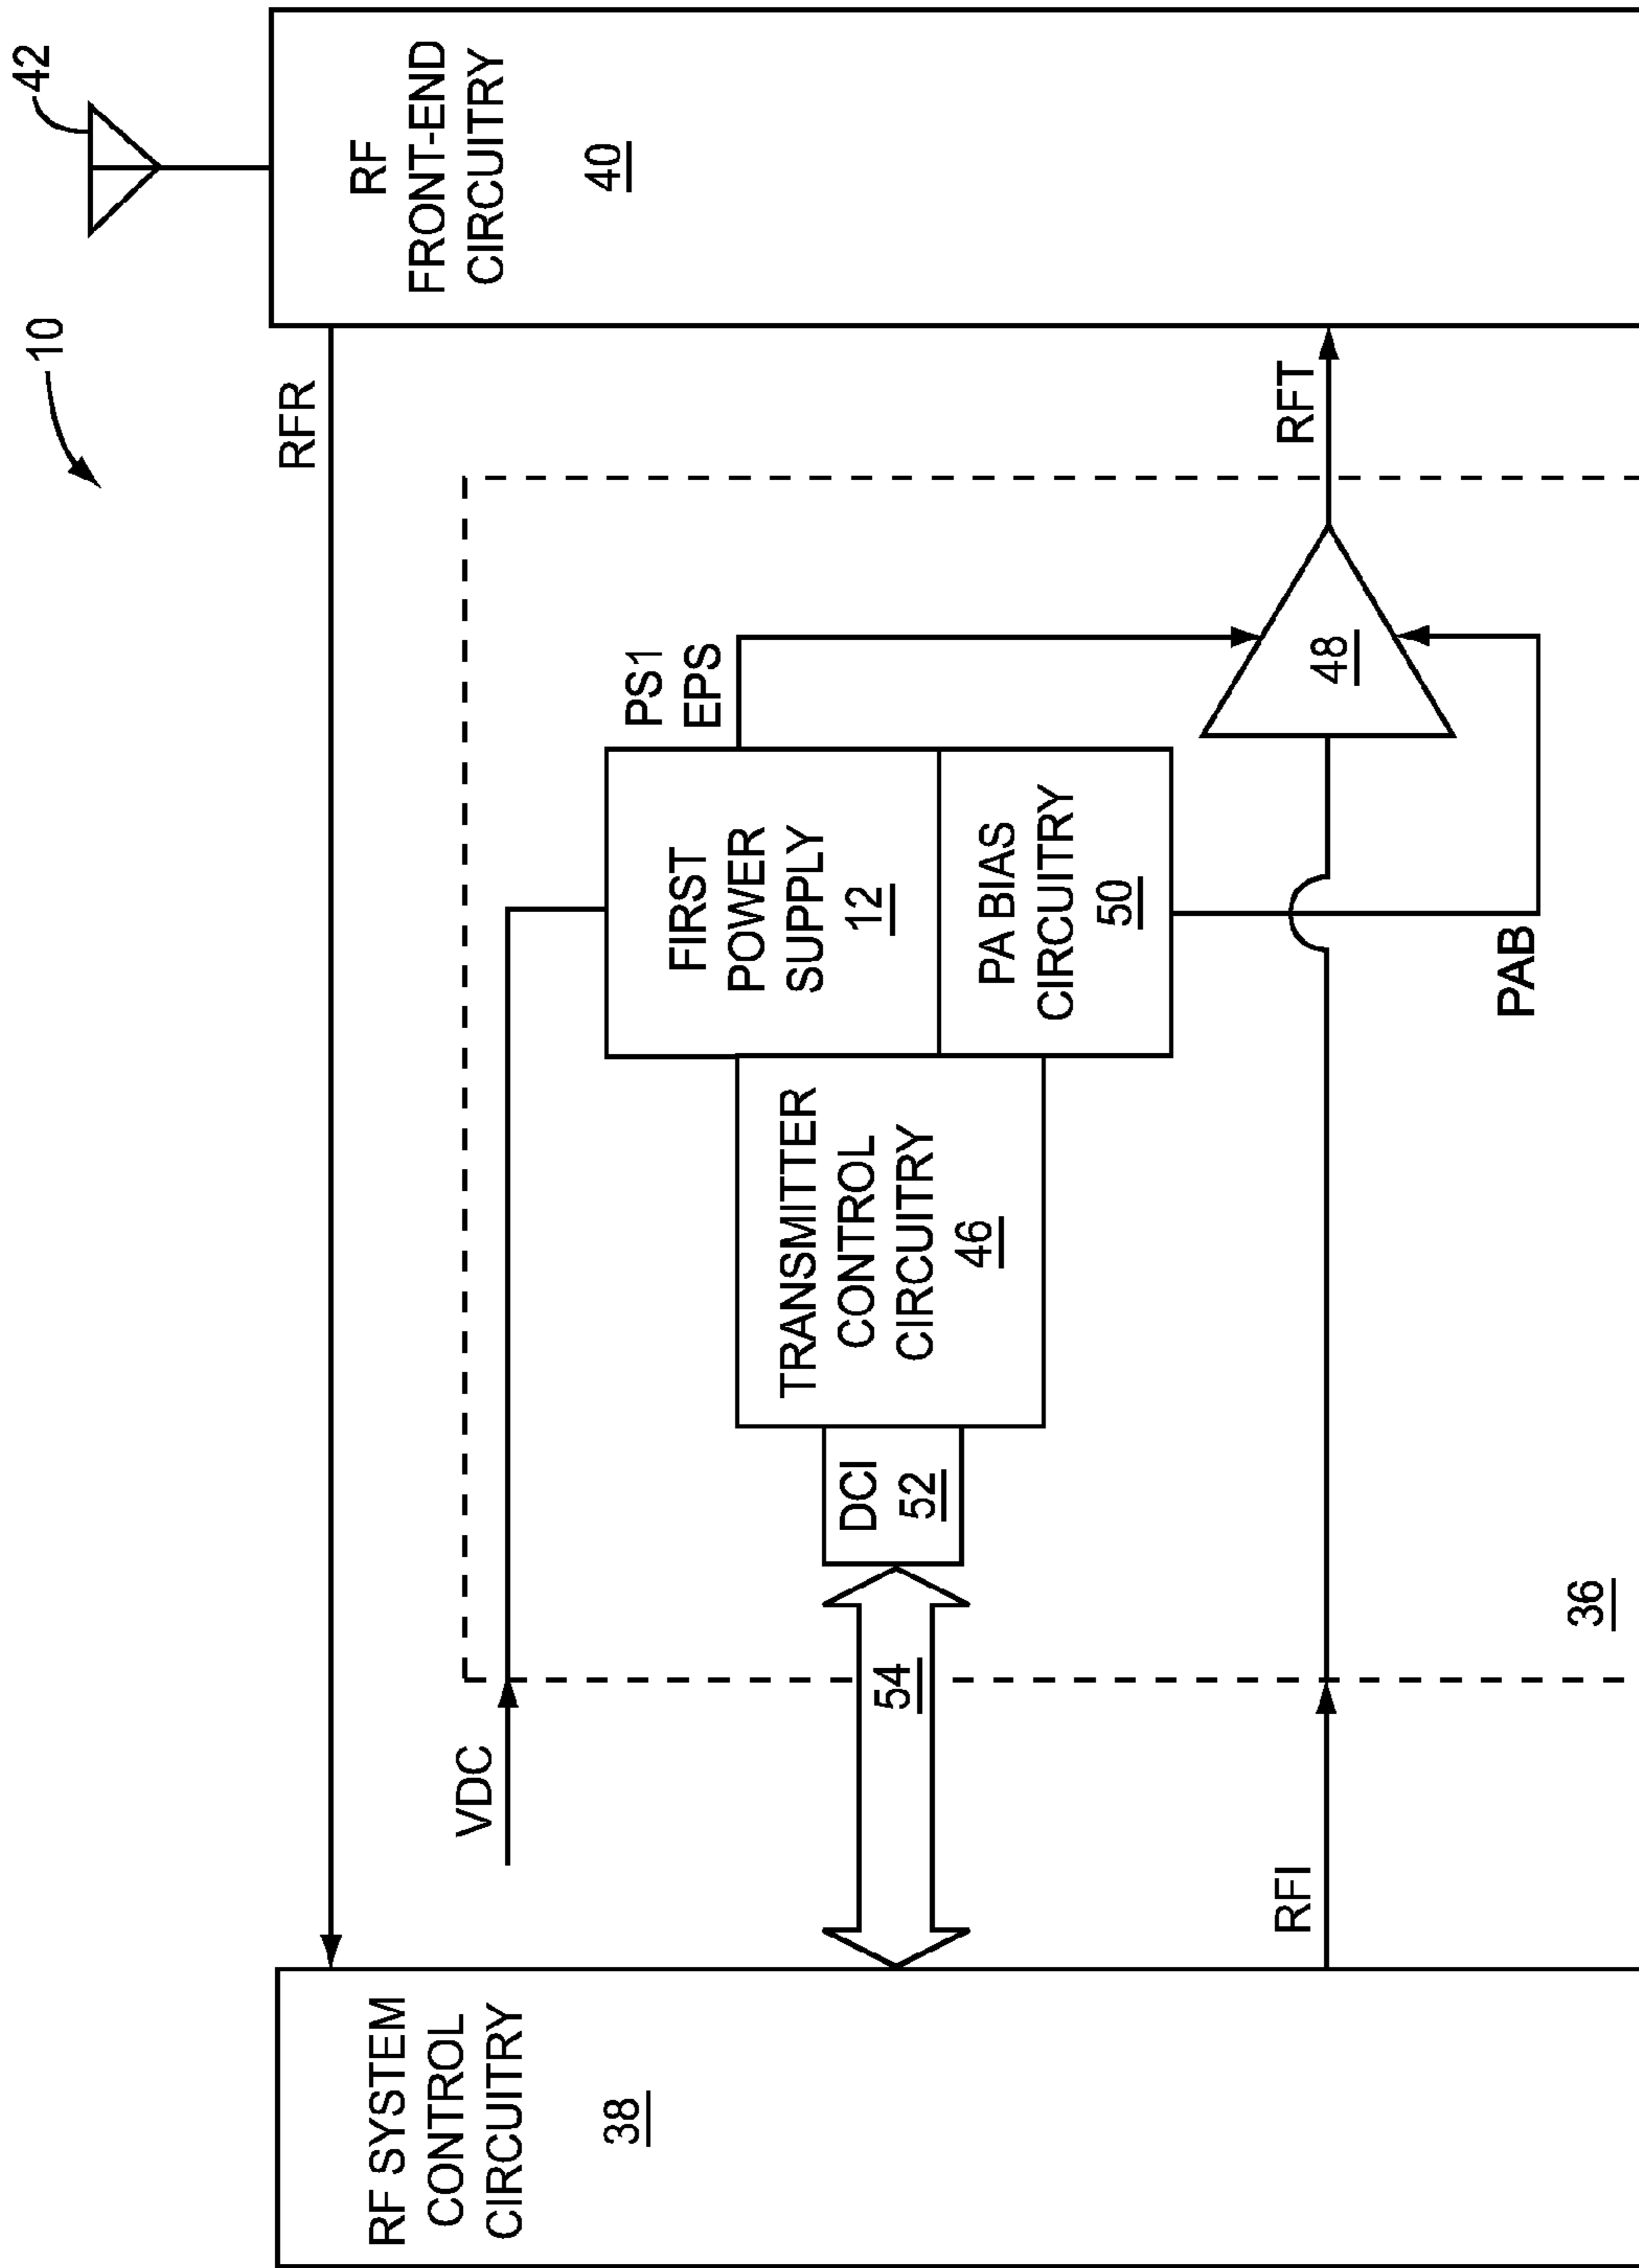 10
42
RFR
RF SYSTEM
CONTROL
CIRCUITRY
38
RF
FRONT-END
CIRCUITRY
40
VDC
PS1
EPS
FIRST
POWER
SUPPLY
12
TRANSMITTER
CONTROL
CIRCUITRY
46
DCI
52
54
PA BIAS
CIRCUITRY
50
RFI
48
RFT
PAB
36